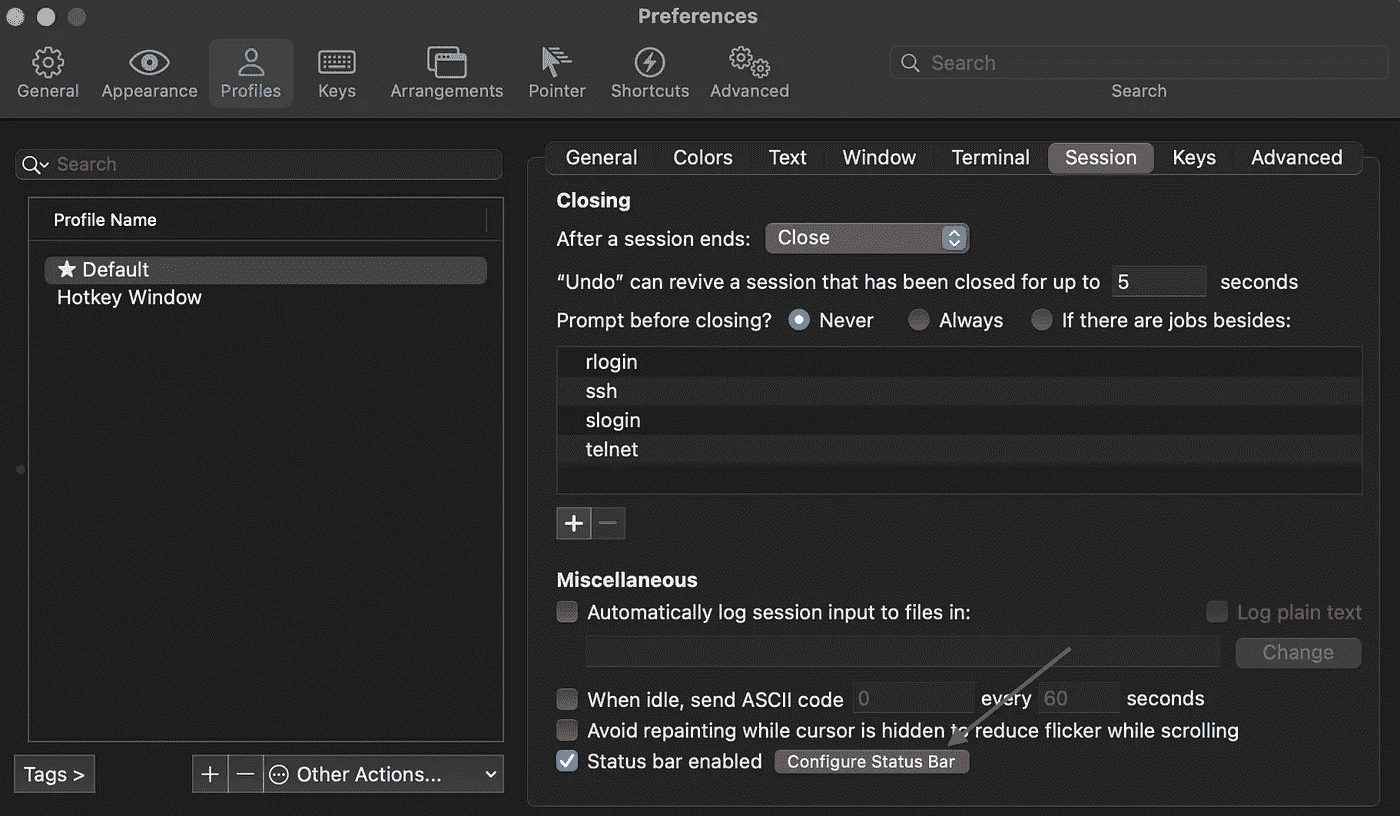 Preferences
General Appearance Profiles Keys Arrangements Pointer Shortcuts Advanced
Search
Search
Search
Profile Name
Default
Hotkey Window
Tags >
Other Actions...
General Colors Text Window Terminal Session Keys Advanced
Closing
After a session ends: Close
“Undo” can revive a session that has been closed for up to 5 seconds
Prompt before closing? Never Always If there are jobs besides:
rlogin
ssh
slogin
telnet
Miscellaneous
Automatically log session input to files in: Log plain text
Change
When idle, send ASCII code 0 every 60 seconds
Avoid repainting while cursor is hidden to reduce flicker while scrolling
Status bar enabled Configure Status Bar